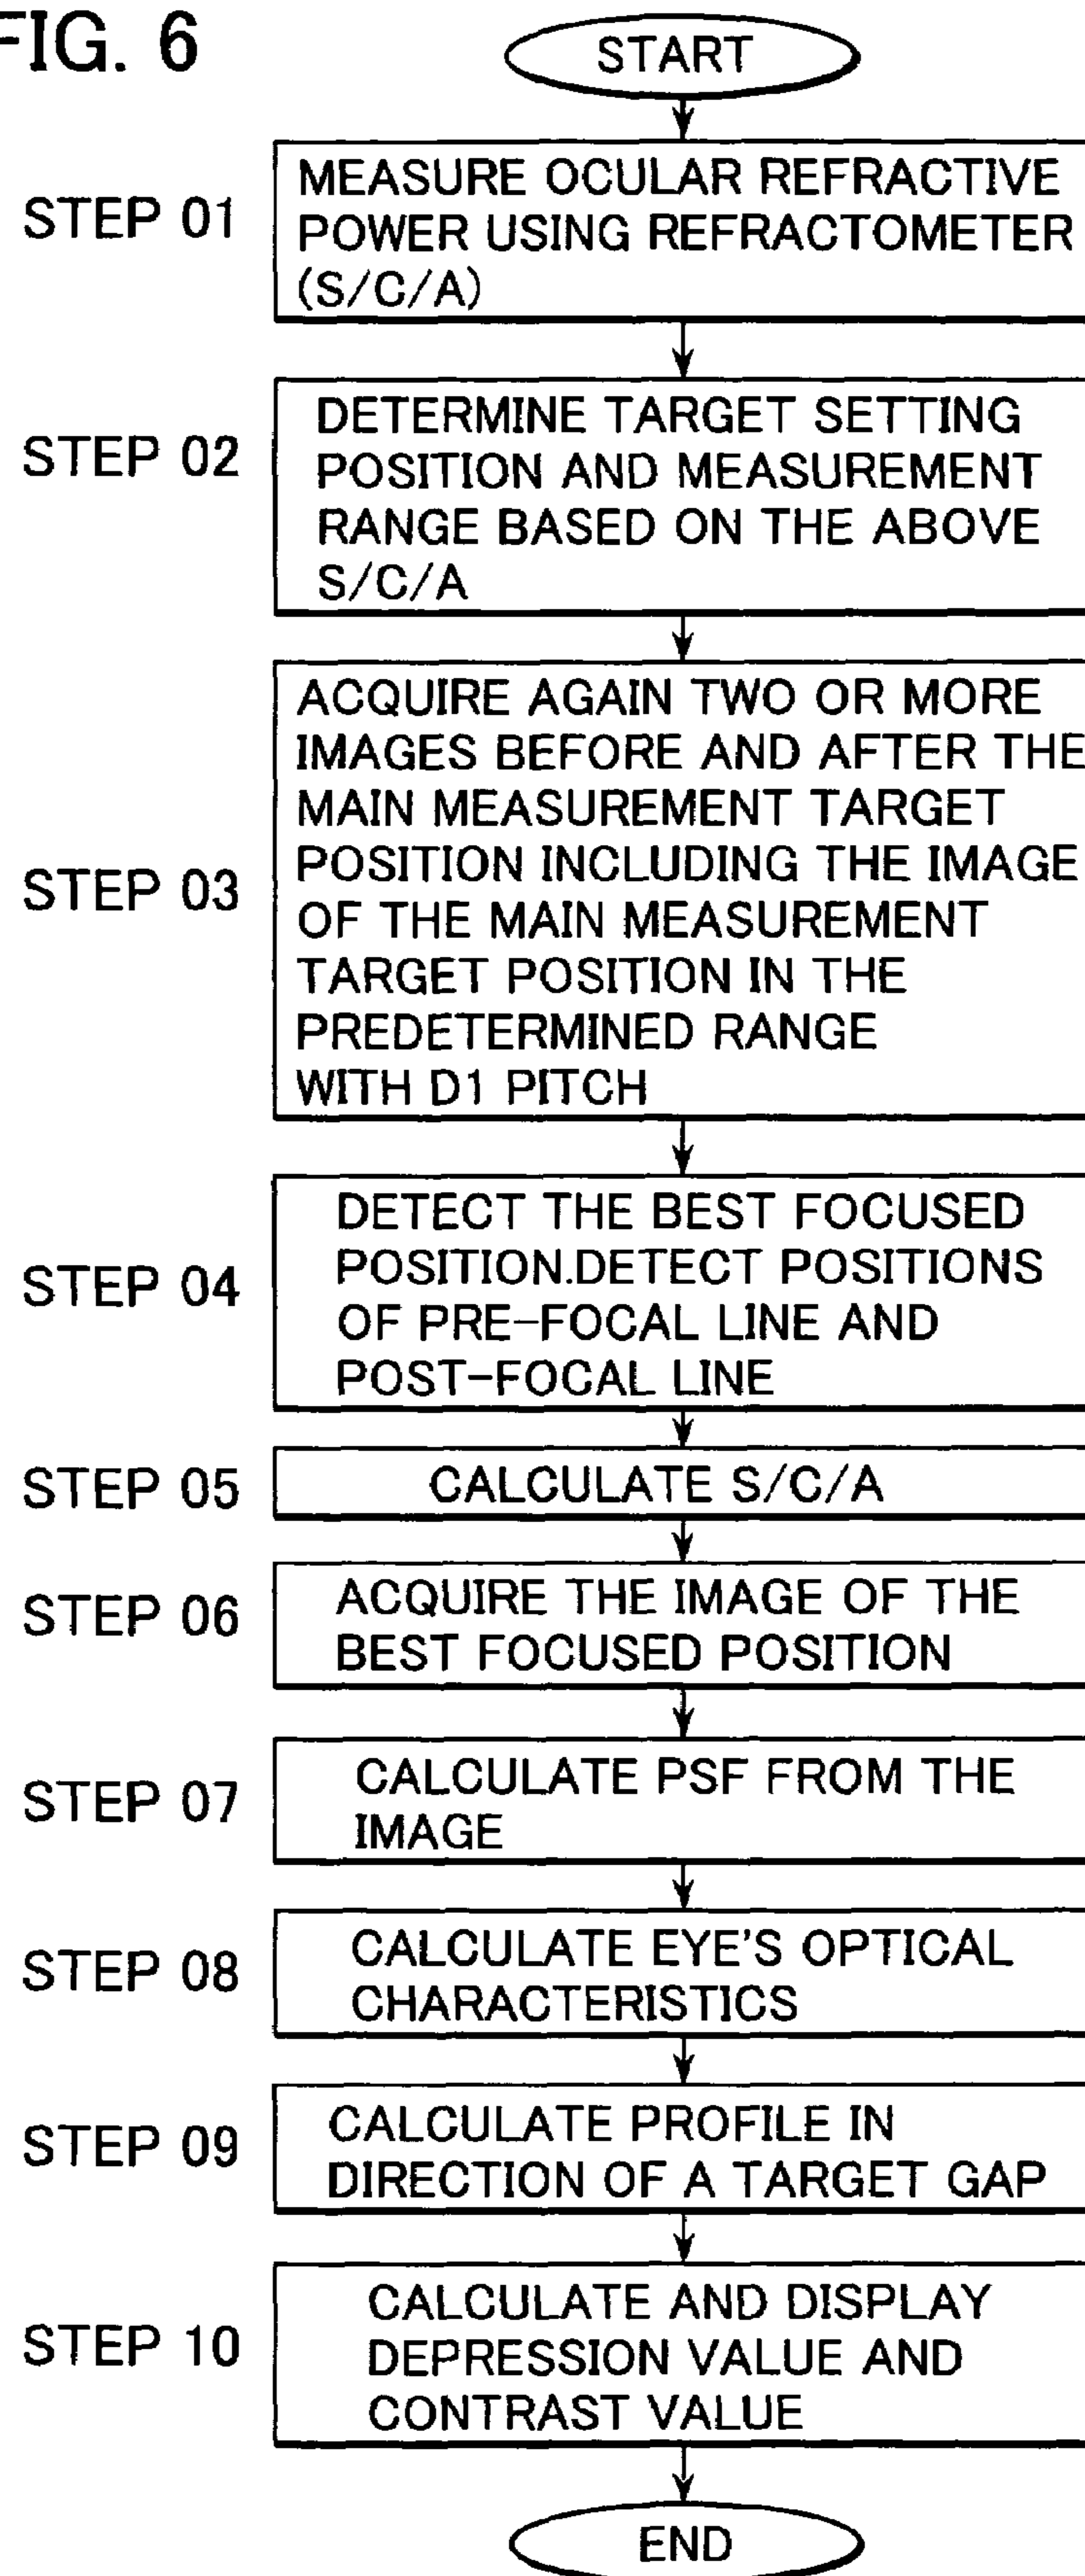 FIG. 6
START
STEP 01
MEASURE OCULAR REFRACTIVE
POWER USING REFRACTOMETER
(S/C/A)
STEP 02
DETERMINE TARGET SETTING
POSITION AND MEASUREMENT
RANGE BASED ON THE ABOVE
S/C/A
STEP 03
ACQUIRE AGAIN TWO OR MORE
IMAGES BEFORE AND AFTER THE
MAIN MEASUREMENT TARGET
POSITION INCLUDING THE IMAGE
OF THE MAIN MEASUREMENT
TARGET POSITION IN THE
PREDETERMINED RANGE
WITH D1 PITCH
STEP 04
DETECT THE BEST FOCUSED
POSITION.DETECT POSITIONS
OF PRE-FOCAL LINE AND
POST-FOCAL LINE
STEP 05
CALCULATE S/C/A
STEP 06
ACQUIRE THE IMAGE OF THE
BEST FOCUSED POSITION
STEP 07
CALCULATE PSF FROM THE
IMAGE
STEP 08
CALCULATE EYE'S OPTICAL
CHARACTERISTICS
STEP 09
CALCULATE PROFILE IN
DIRECTION OF A TARGET GAP
STEP 10
CALCULATE AND DISPLAY
DEPRESSION VALUE AND
CONTRAST VALUE
END